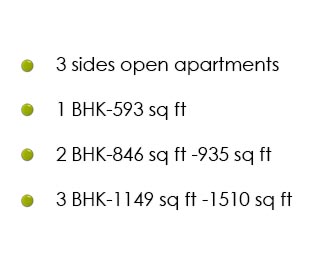 3 sides open apartments
1 BHK-593 sq ft
2 BHK-846 sq ft -935 sq ft
3 BHK-1149 sq ft -1510 sq ft